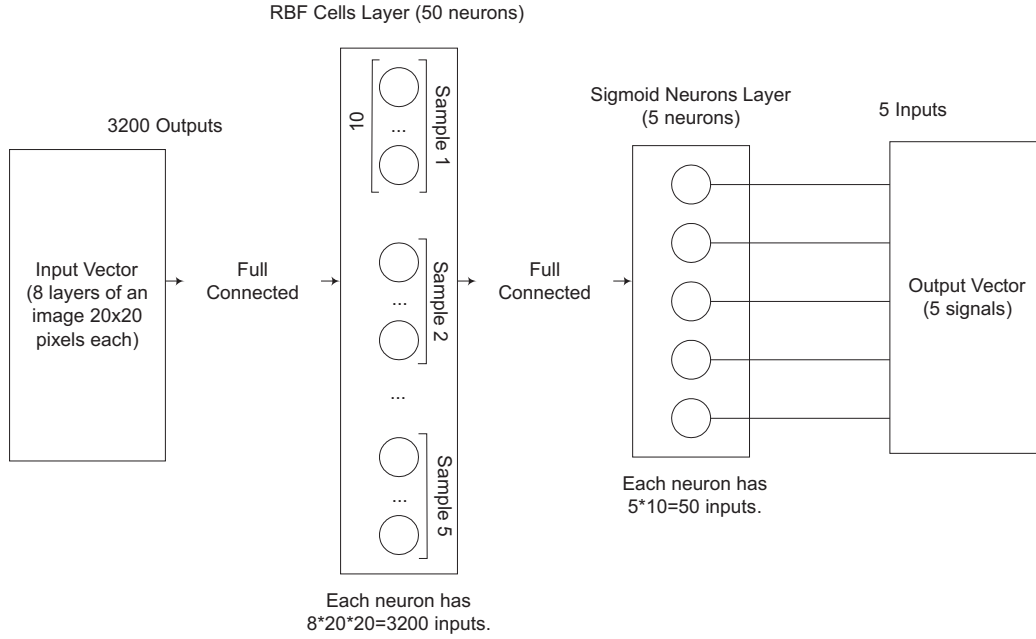 RBF Cells Layer (50 neurons)
3200 Outputs
Input Vector
(8 layers of an
image 20x20
pixels each)
Full
Connected
10
Sample 1
...
Sample 2
...
...
Sample 5
...
Each neuron has
8*20*20=3200 inputs.
Full
Connected
Sigmoid Neurons Layer
(5 neurons)
Each neuron has
5*10=50 inputs.
5 Inputs
Output Vector
(5 signals)